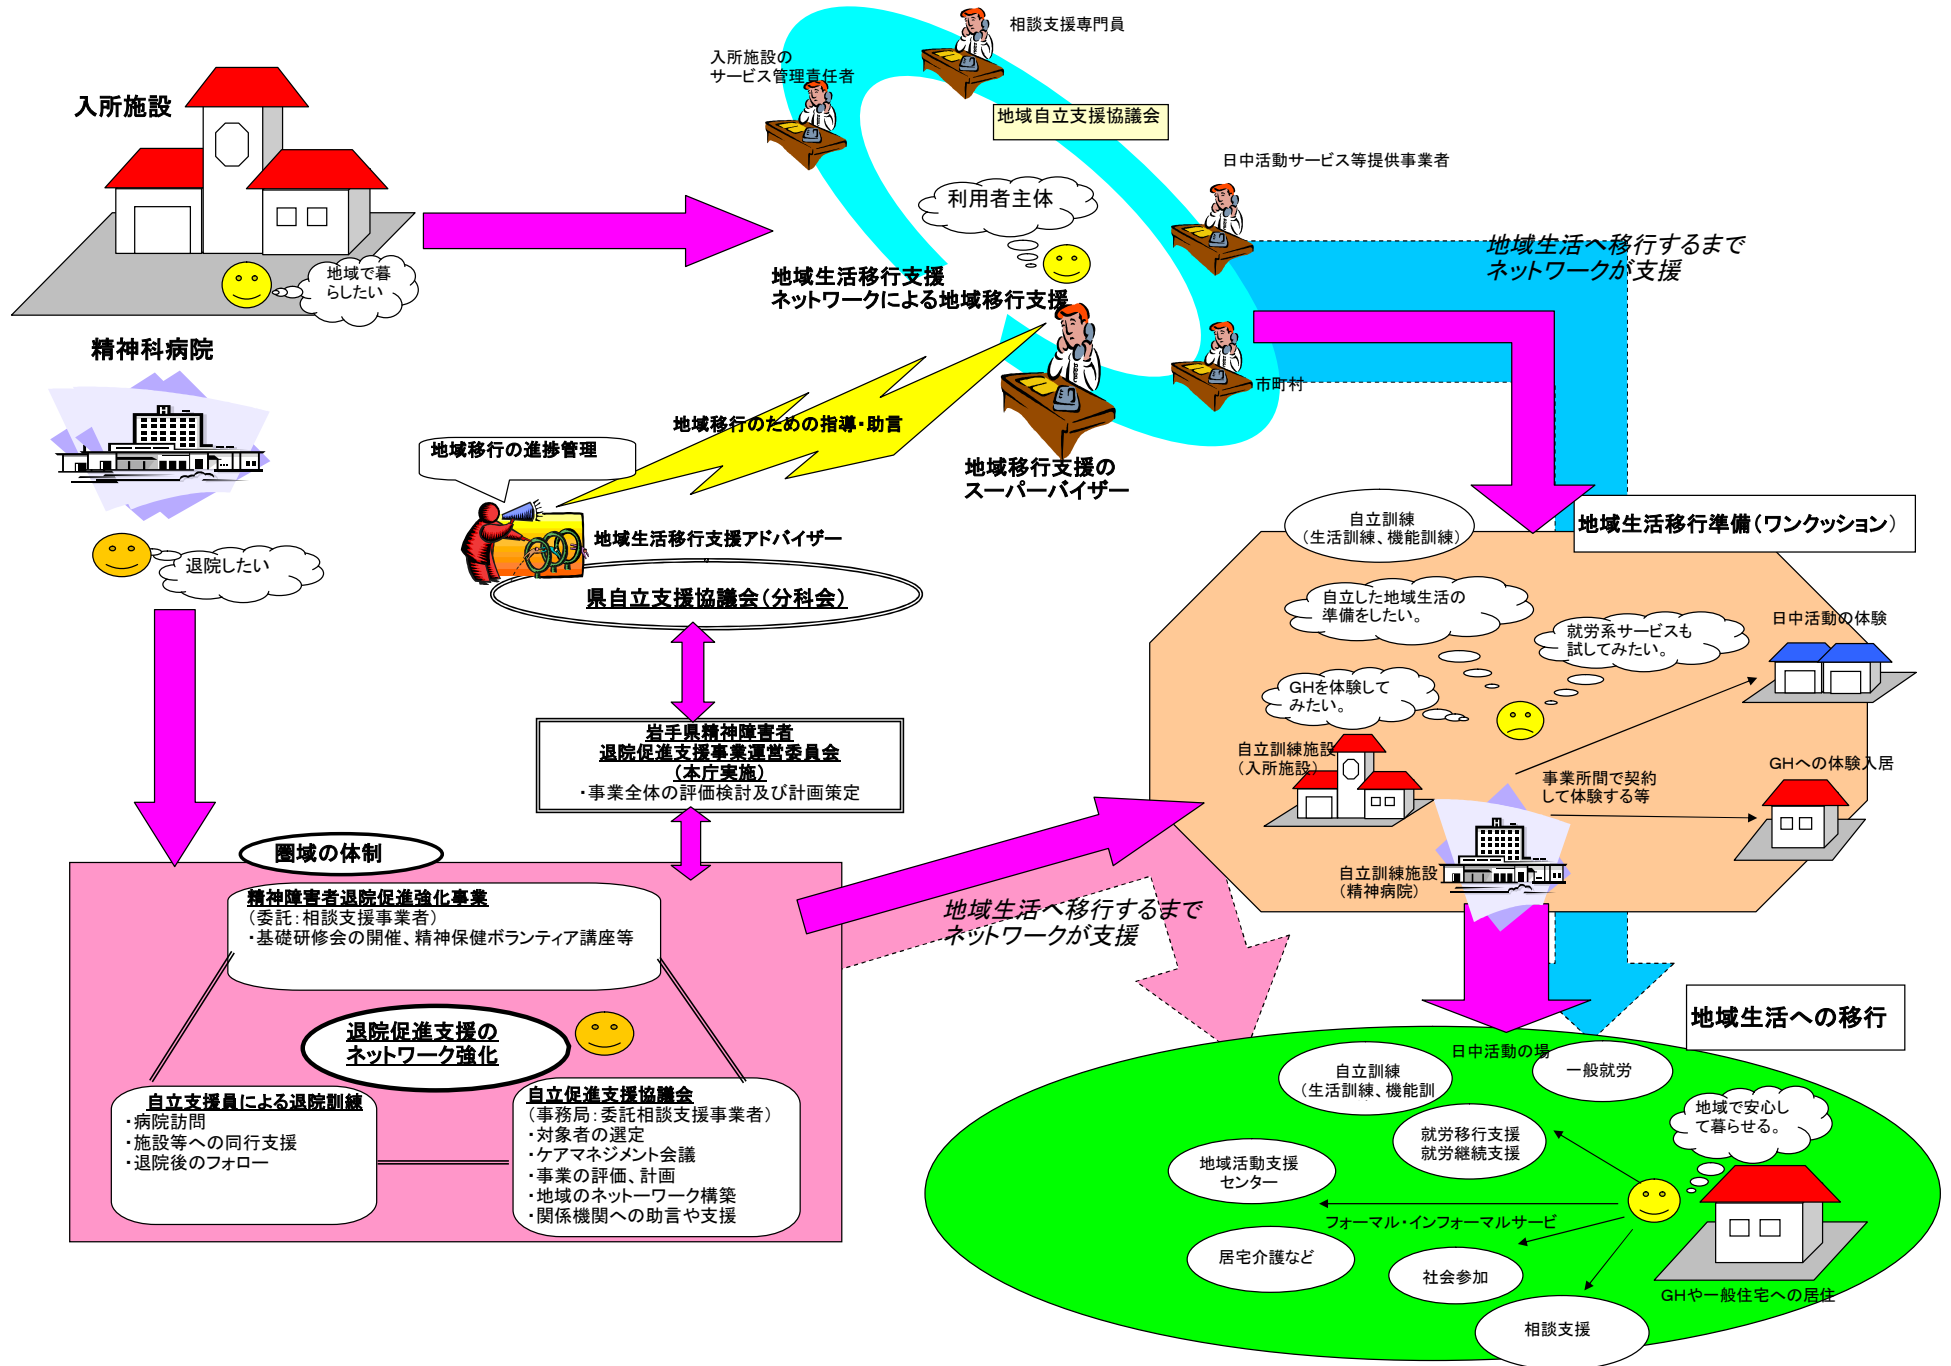 入所施設
地域で暮
らしたい
精神科病院
退院したい
相談支援専門員
入所施設の
サービス管理責任者
地域自立支援協議会
日中活動サービス等提供事業者
利用者主体
地域生活移行支援
ネットワークによる地域移行支援
市町村
地域生活へ移行するまで
ネットワークが支援
地域移行のための指導・助言
地域移行の進捗管理
地域移行支援の
スーパーバイザー
地域生活移行支援アドバイザー
県自立支援協議会(分科会)
岩手県精神障害者
退院促進支援事業運営委員会
(本庁実施)
・事業全体の評価検討及び計画策定
圏域の体制
精神障害者退院促進強化事業
(委託:相談支援事業者)
・基礎研修会の開催、精神保健ボランティア講座等
退院促進支援の
ネットワーク強化
自立支援員による退院訓練
・病院訪問
・施設等への同行支援
・退院後のフォロー
自立促進支援協議会
(事務局:委託相談支援事業者)
・対象者の選定
・ケアマネジメント会議
・事業の評価、計画
・地域のネットーワーク構築
・関係機関への助言や支援
地域生活へ移行するまで
ネットワークが支援
地域生活移行準備(ワンクッション)
自立訓練
(生活訓練、機能訓練)
自立した地域生活の
準備をしたい。
就労系サービスも
試してみたい。
GHを体験して
みたい。
日中活動の体験
自立訓練施設
(入所施設)
事業所間で契約
して体験する等
GHへの体験入居
自立訓練施設
(精神病院)
地域生活への移行
日中活動の場
自立訓練
(生活訓練、機能訓
一般就労
就労移行支援
就労継続支援
地域で安心し
て暮らせる。
地域活動支援
センター
フォーマル・インフォーマルサービ
居宅介護など
社会参加
相談支援
GHや一般住宅への居住